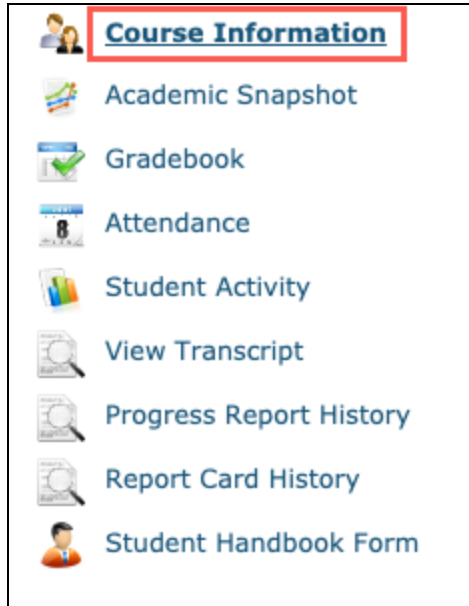 Course Information
Academic Snapshot
Gradebook
8
Attendance
Student Activity
View Transcript
Progress Report History
Report Card History
Student Handbook Form